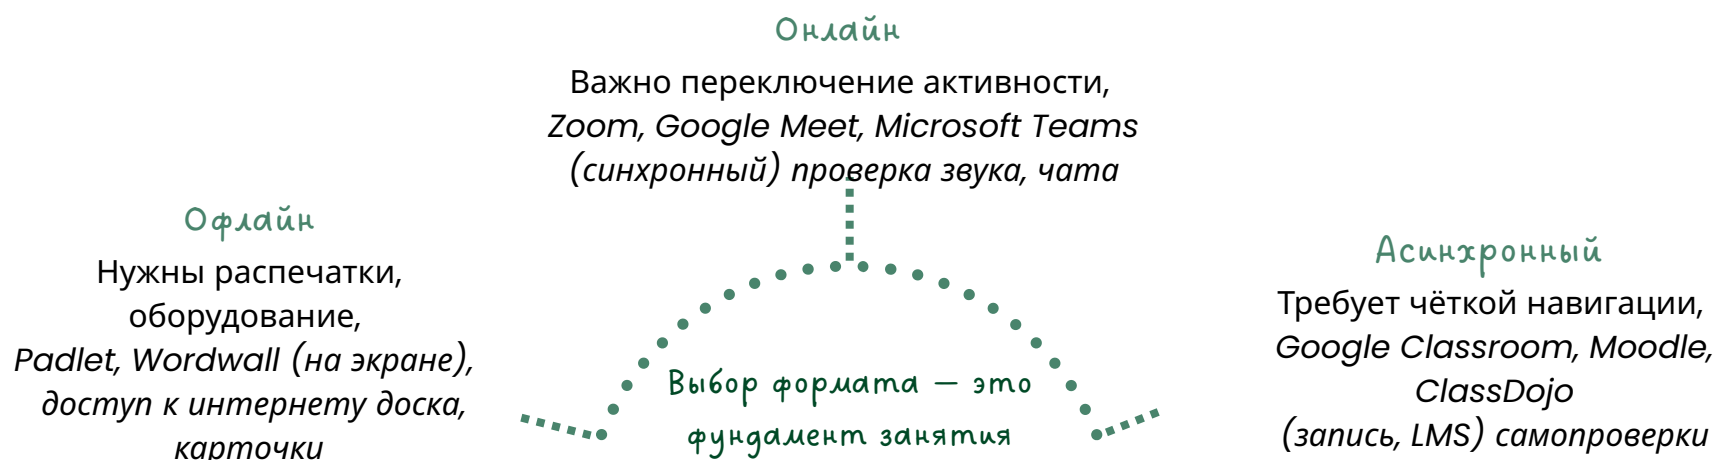 Онлайн
Важно переключение активности,
Zoom, Google Meet, Microsoft Teams
(синхронный) проверка звука, чата
Офлайн
Нужны распечатки,
оборудование,
Padlet, Wordwall (на экране),
доступ к интернету доска,
карточки
Асинхронный
Требует чёткой навигации,
Google Classroom, Moodle,
ClassDojo
(запись, LMS) самопроверки
Выбор формата – это
фундамент занятия